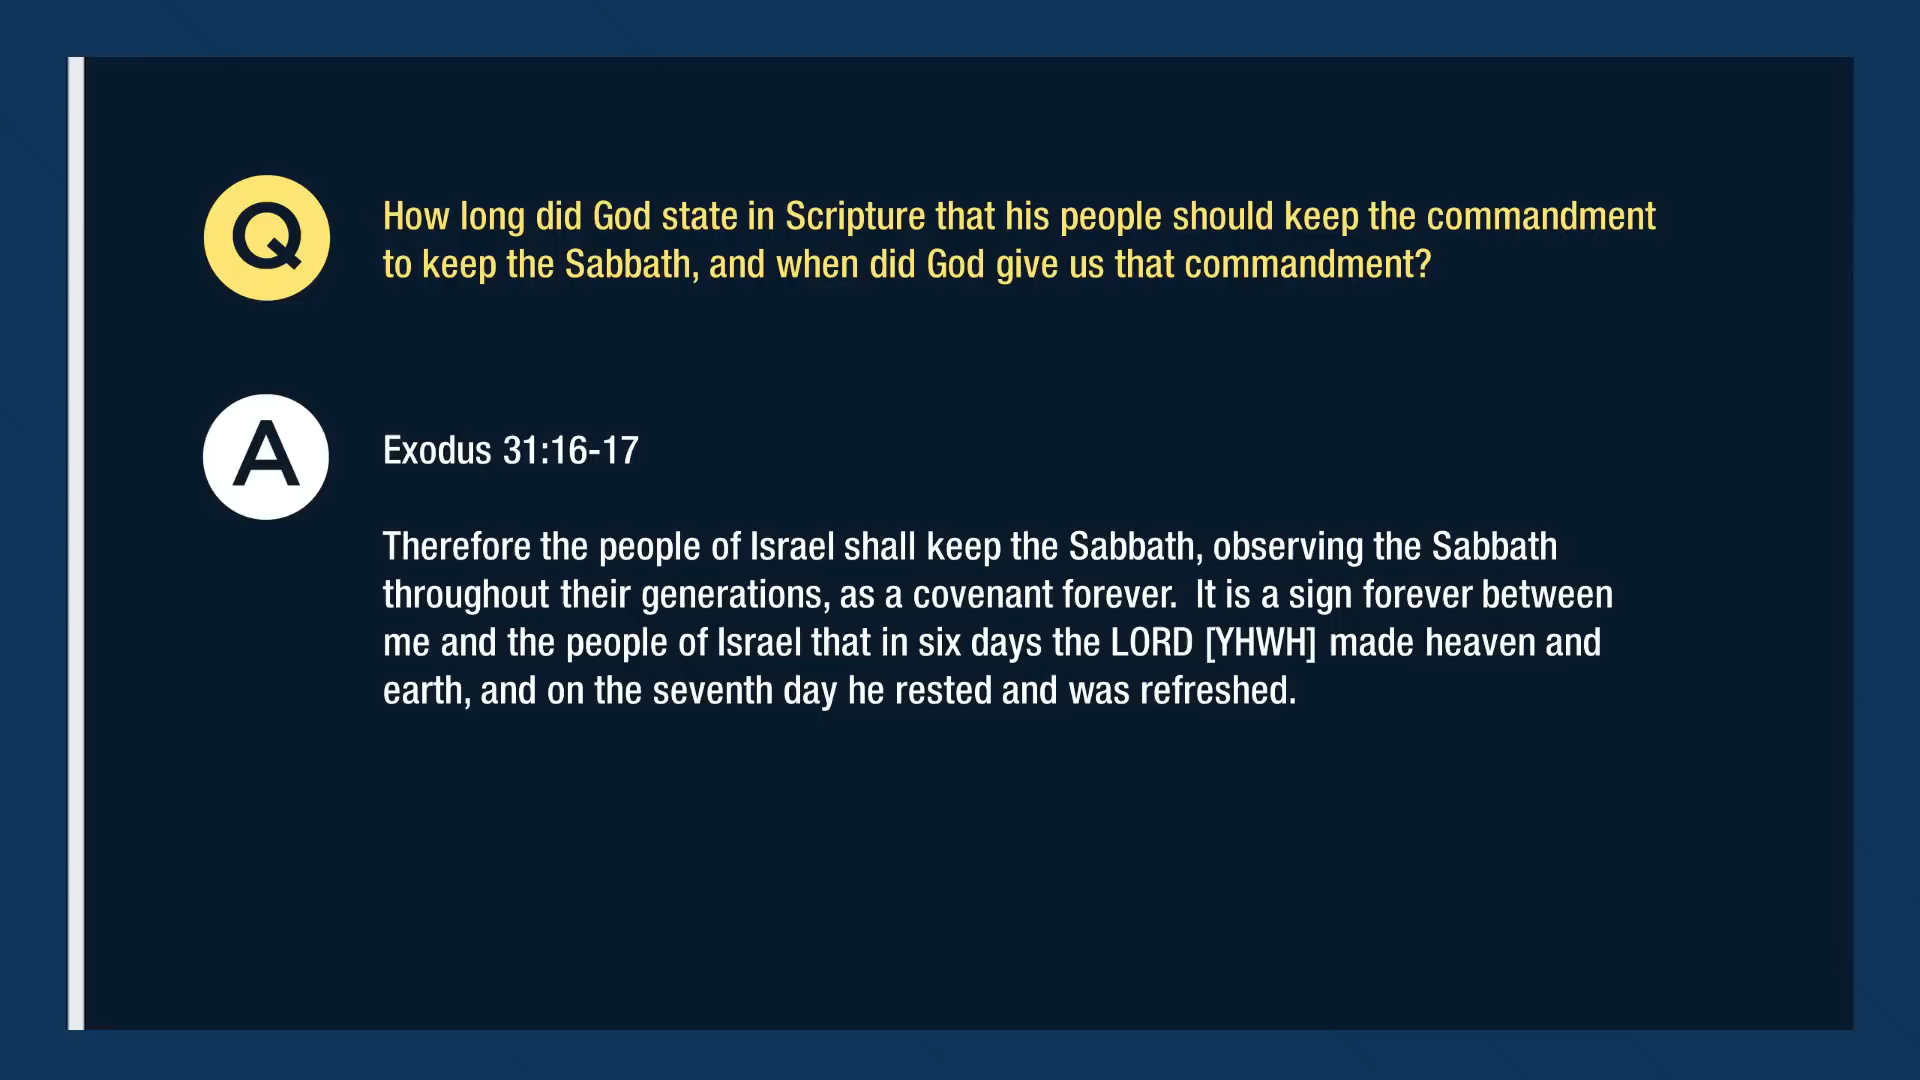 Q
How long did God state in Scripture that his people should keep the commandment
to keep the Sabbath, and when did God give us that commandment?
A
Exodus 31:16-17
Therefore the people of Israel shall keep the Sabbath, observing the Sabbath
throughout their generations, as a covenant forever.  It is a sign forever between
me and the people of Israel that in six days the LORD [YHWH] made heaven and
earth, and on the seventh day he rested and was refreshed.